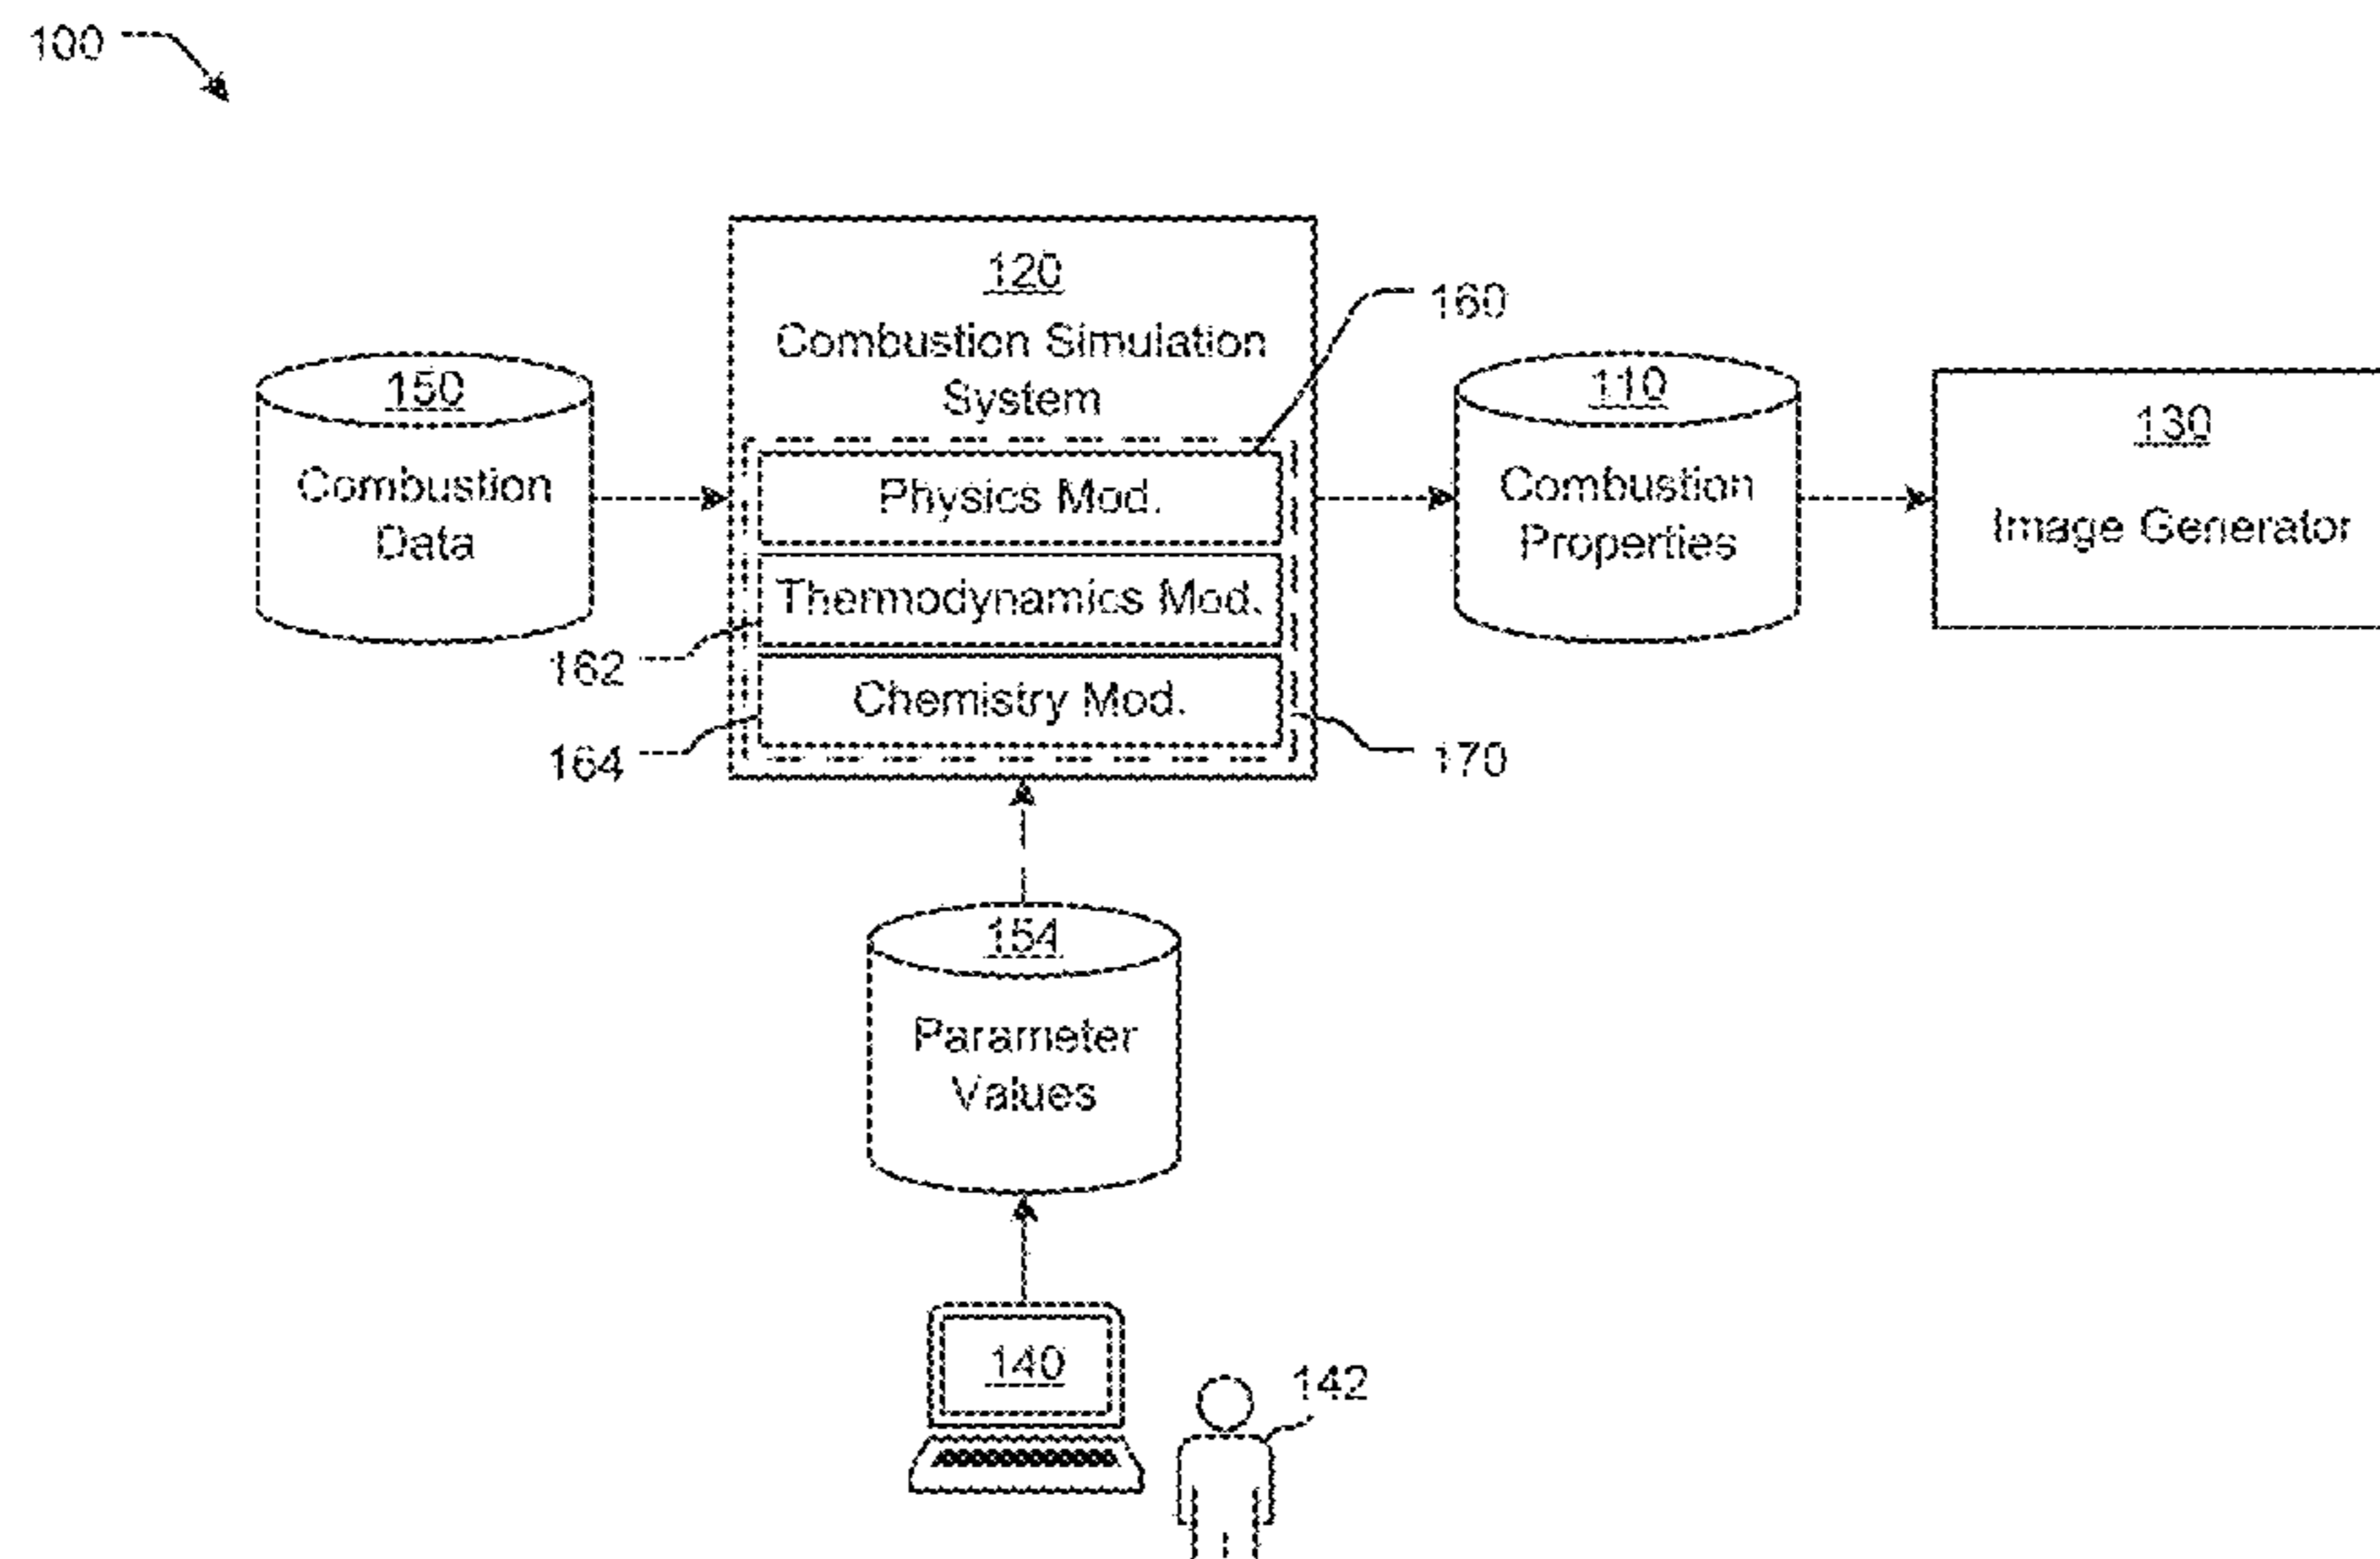 100
120
Combustion Simulation
System
160
150
Combustion
Data
Physics Mod.
Thermodynamics Mod.
Chemistry Mod.
162
164
170
110
Combustion
Properties
130
Image Generator
154
Parameter
Values
140
142